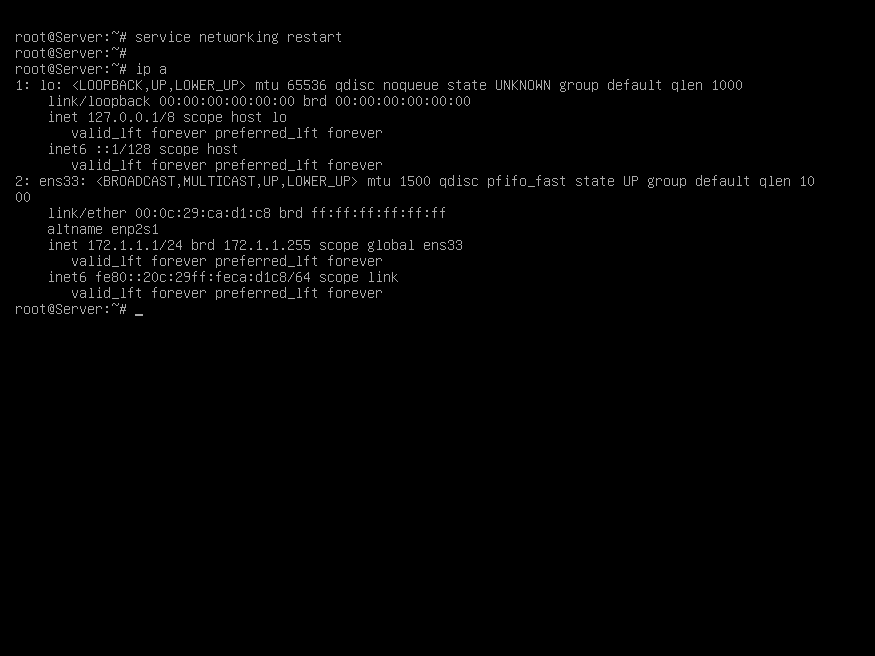 root@Server:~# service networking restart
root@Server:~#
root@Server:~# ip a
1: lo: <LOOPBACK,UP,LOWER_UP> mtu 65536 qdisc noqueue state UNKNOWN group default qlen 1000
    link/loopback 00:00:00:00:00:00 brd 00:00:00:00:00:00
    inet 127.0.0.1/8 scope host lo
       valid_lft forever preferred_lft forever
    inet6 ::1/128 scope host
       valid_lft forever preferred_lft forever
2: ens33: <BROADCAST,MULTICAST,UP,LOWER_UP> mtu 1500 qdisc pfifo_fast state UP group default qlen 10
00
    link/ether 00:0c:29:ca:d1:c8 brd ff:ff:ff:ff:ff:ff
    altname enp2s1
    inet 172.1.1.1/24 brd 172.1.1.255 scope global ens33
       valid_lft forever preferred_lft forever
    inet6 fe80::20c:29ff:feca:d1c8/64 scope link
       valid_lft forever preferred_lft forever
root@Server:~# _